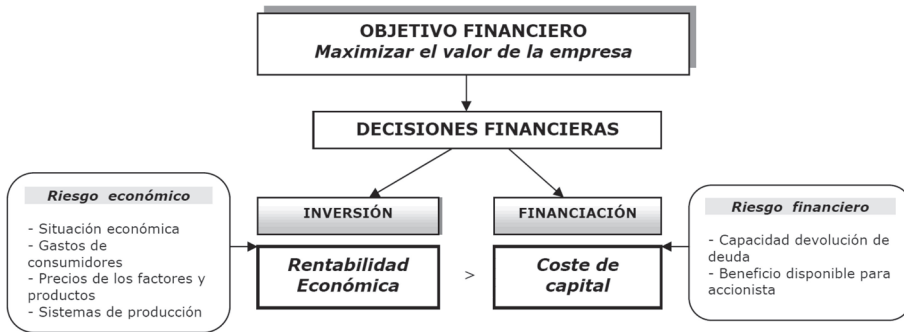 OBJETIVO FINANCIERO
Maximizar el valor de la empresa
DECISIONES FINANCIERAS
Riesgo económico
- Situación económica
- Gastos de
consumidores
- Precios de los factores y
productos
- Sistemas de producción
INVERSIÓN
Rentabilidad
Económica
>
FINANCIACIÓN
Coste de
capital
Riesgo financiero
- Capacidad devolución de
deuda
- Beneficio disponible para
accionista